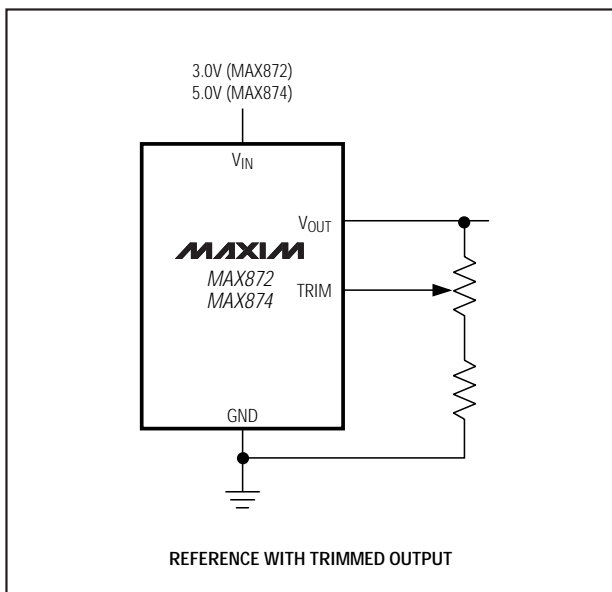 3.0V (MAX872)
5.0V (MAX874)
VIN
VOUT
MAXIM
MAX872
MAX874
TRIM
GND
REFERENCE WITH TRIMMED OUTPUT